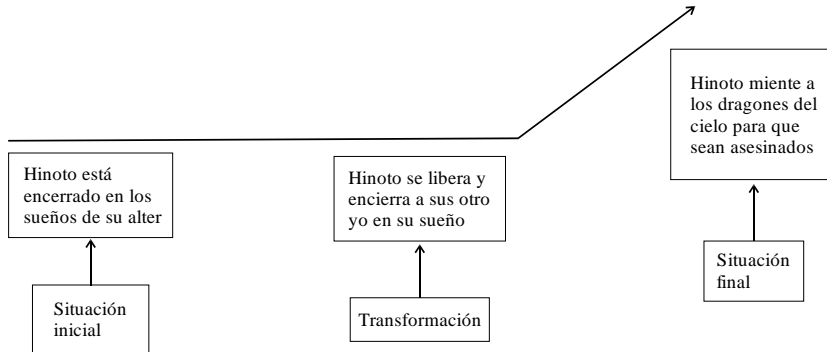 Hinoto está
encerrado en los
sueños de su alter
Situación
inicial
Hinoto se libera y
encierra a sus otro
yo en su sueño
Transformación
Hinoto miente a
los dragones del
cielo para que
sean asesinados
Situación
final